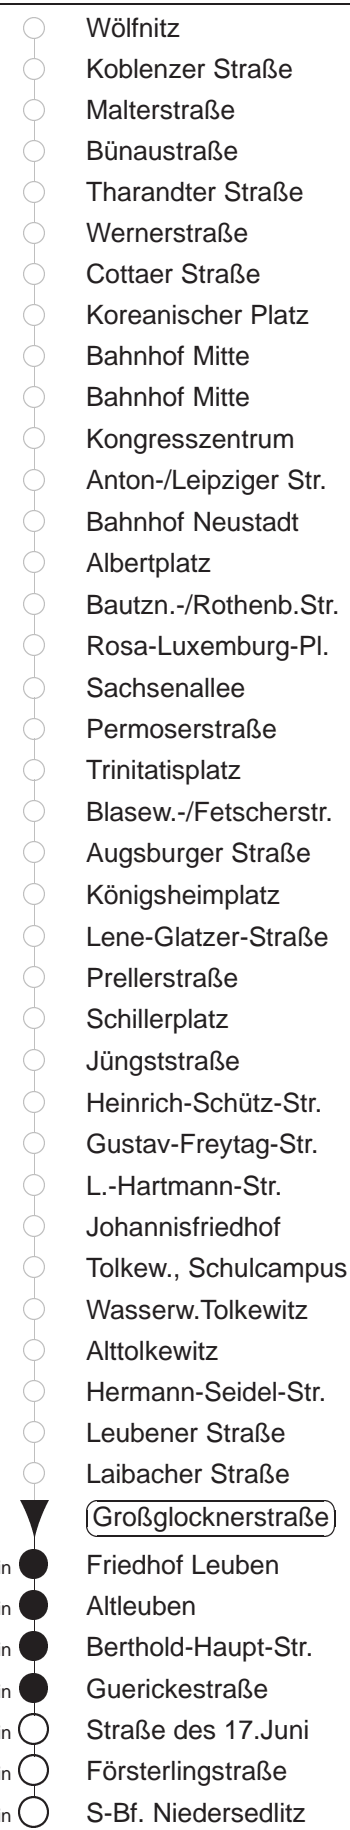 Wölfnitz
Koblenzer Straße
Malterstraße
Bünaustraße
Tharandter Straße
Wernerstraße
Cottaer Straße
Koreanischer Platz
Bahnhof Mitte
Bahnhof Mitte
Kongresszentrum
Anton-/Leipziger Str.
Bahnhof Neustadt
Albertplatz
Bautzn.-/Rothenb.Str.
Rosa-Luxemburg-Pl.
Sachsenallee
Permoserstraße
Trinitatisplatz
Blasew.-/Fetscherstr.
Augsburger Straße
Königsheimplatz
Lene-Glatzer-Straße
Prellerstraße
Schillerplatz
Jüngststraße
Heinrich-Schütz-Str.
Gustav-Freytag-Str.
L.-Hartmann-Str.
Johannisfriedhof
Tolkew., Schulcampus
Wasserw.Tolkewitz
Alttolkewitz
Hermann-Seidel-Str.
Leubener Straße
Laibacher Straße
Großglocknerstraße
Friedhof Leuben
Altleuben
Berthold-Haupt-Str.
Guerickestraße
Straße des 17.Juni
Försterlingstraße
S-Bf. Niedersedlitz